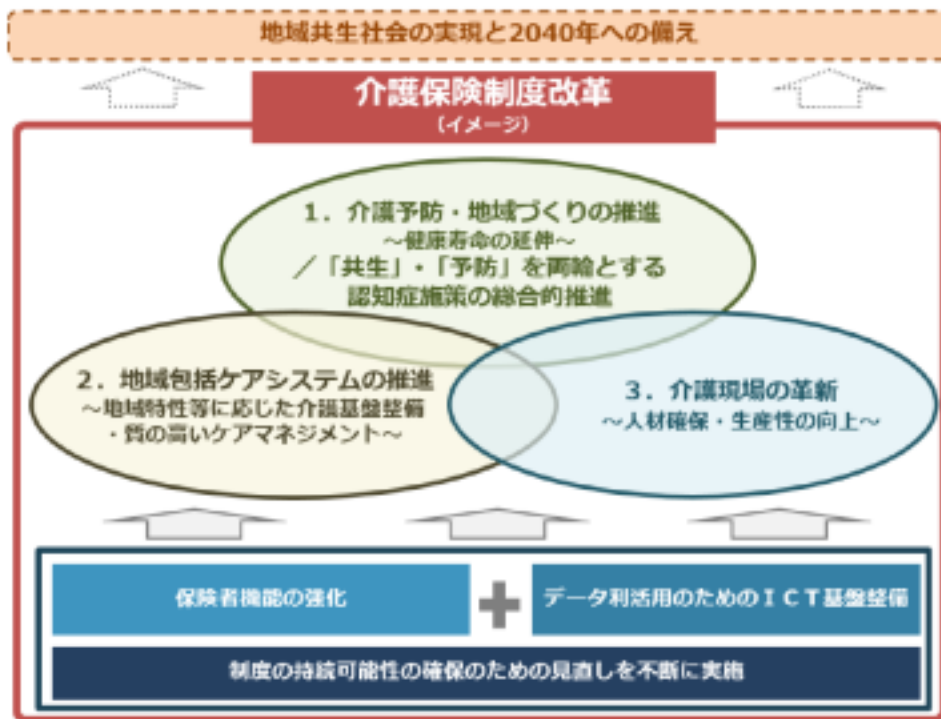 地域共生社会の実現と2040年への備え
介護保険制度改革
（イメージ）
1．介護予防・地域づくりの推進
～健康寿命の延伸～
／「共生」・「予防」を両輪とする
認知症施策の総合的推進
2．地域包括ケアシステムの推進
～地域特性等に応じた介護基盤整備
・質の高いケアマネジメント～
3．介護現場の革新
～人材確保・生産性の向上～
保険者機能の強化
データ利活用のためのＩＣＴ基盤整備
制度の持続可能性の確保のための見直しを不断に実施